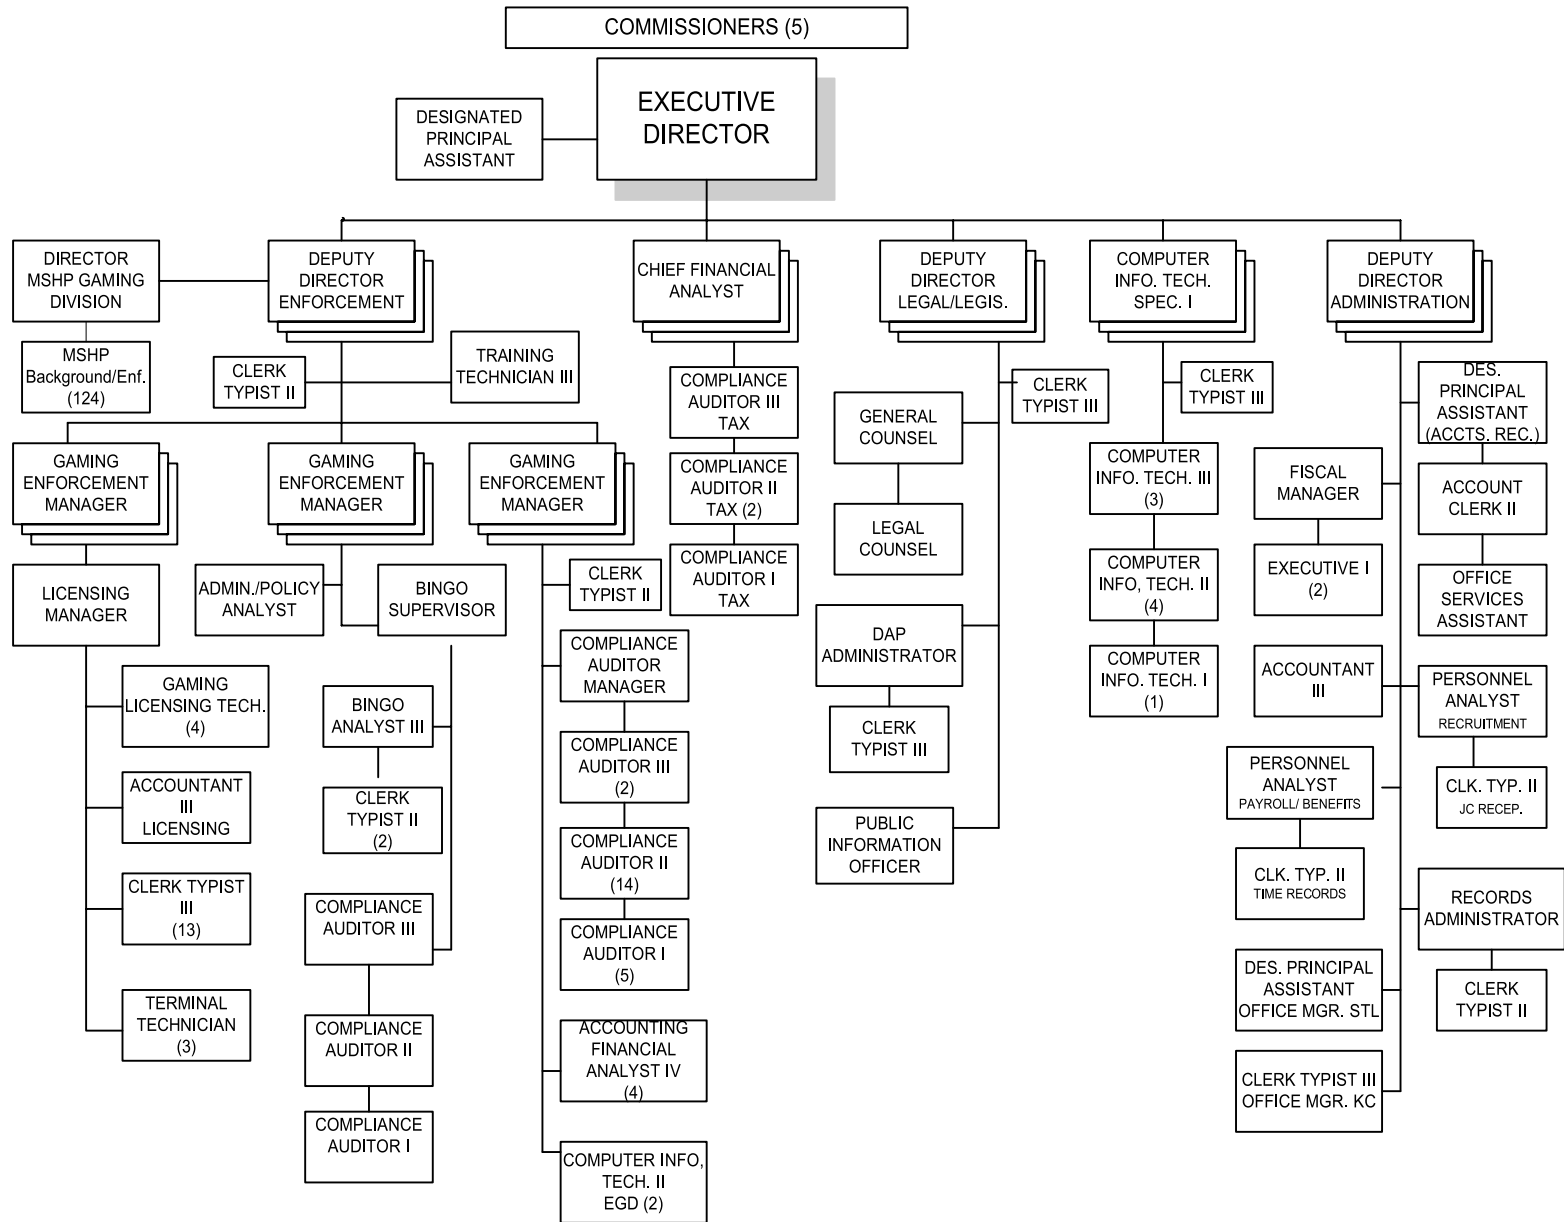 COMMISSIONERS (5)
EXECUTIVE
DIRECTOR
DESIGNATED
PRINCIPAL
ASSISTANT
DIRECTOR
MSHP GAMING
DIVISION
MSHP
Background/Enf.
(124)
DEPUTY
DIRECTOR
ENFORCEMENT
CLERK
TYPIST II
TRAINING
TECHNICIAN III
GAMING
ENFORCEMENT
MANAGER
LICENSING
MANAGER
GAMING
LICENSING TECH.
(4)
ACCOUNTANT
III
LICENSING
CLERK TYPIST
III
(13)
TERMINAL
TECHNICIAN
(3)
GAMING
ENFORCEMENT
MANAGER
ADMIN./POLICY
ANALYST
BINGO
SUPERVISOR
BINGO
ANALYST III
CLERK
TYPIST II
(2)
COMPLIANCE
AUDITOR III
COMPLIANCE
AUDITOR II
COMPLIANCE
AUDITOR I
GAMING
ENFORCEMENT
MANAGER
CLERK
TYPIST II
COMPLIANCE
AUDITOR
MANAGER
COMPLIANCE
AUDITOR III
(2)
COMPLIANCE
AUDITOR II
(14)
COMPLIANCE
AUDITOR I
(5)
ACCOUNTING
FINANCIAL
ANALYST IV
(4)
COMPUTER INFO,
TECH. II
EGD (2)
CHIEF FINANCIAL
ANALYST
COMPLIANCE
AUDITOR III
TAX
COMPLIANCE
AUDITOR II
TAX (2)
COMPLIANCE
AUDITOR I
TAX
DEPUTY
DIRECTOR
LEGAL/LEGIS.
CLERK
TYPIST III
GENERAL
COUNSEL
LEGAL
COUNSEL
DAP
ADMINISTRATOR
CLERK
TYPIST III
PUBLIC
INFORMATION
OFFICER
COMPUTER
INFO. TECH.
SPEC. I
CLERK
TYPIST III
COMPUTER
INFO. TECH. III
(3)
COMPUTER
INFO, TECH. II
(4)
COMPUTER
INFO. TECH. I
(1)
DEPUTY
DIRECTOR
ADMINISTRATION
DES.
PRINCIPAL
ASSISTANT
(ACCTS. REC.)
ACCOUNT
CLERK II
OFFICE
SERVICES
ASSISTANT
FISCAL
MANAGER
EXECUTIVE I
(2)
ACCOUNTANT
III
PERSONNEL
ANALYST
RECRUITMENT
CLK. TYP. II
JC RECEP.
PERSONNEL
ANALYST
PAYROLL/ BENEFITS
CLK. TYP. II
TIME RECORDS
RECORDS
ADMINISTRATOR
CLERK
TYPIST II
DES. PRINCIPAL
ASSISTANT
OFFICE MGR. STL
CLERK TYPIST III
OFFICE MGR. KC